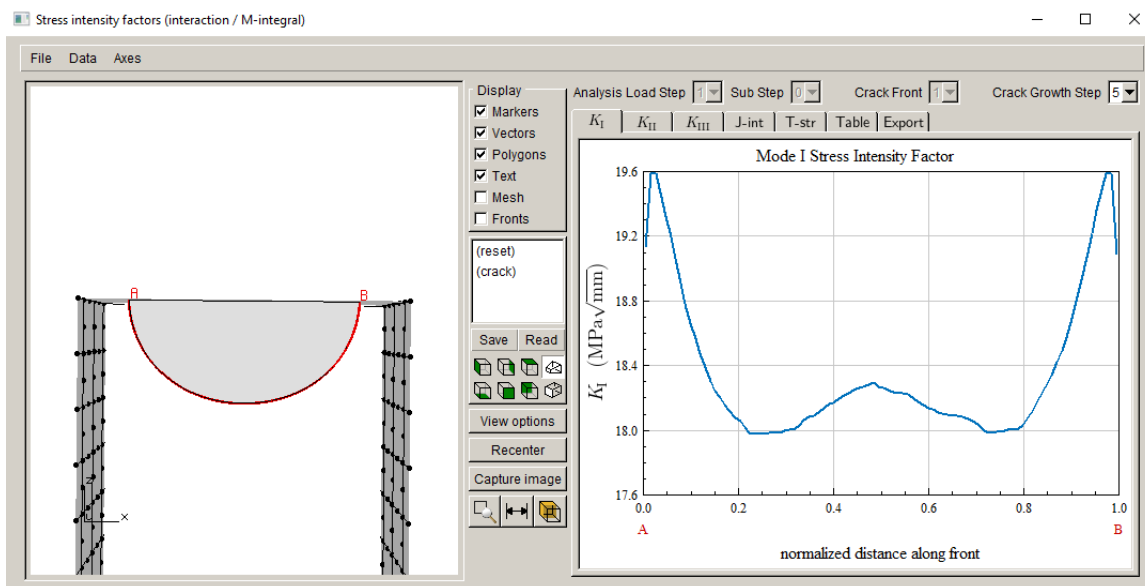 Stress intensity factors (interaction / M-integral)
File Data Axes
Display
Markers
Vectors
Polygons
Text
Mesh
Fronts
(reset)
(crack)
Save Read
View options
Recenter
Capture image
A B
Z
X
Analysis Load Step 1 Sub Step 0 Crack Front 1 Crack Growth Step 5
K_I K_II K_III J-int T-str Table Export
Mode I Stress Intensity Factor
K_I (MPa√mm)
19.6
19.2
18.8
18.4
18.0
17.6
0.0 0.2 0.4 0.6 0.8 1.0
A B
normalized distance along front